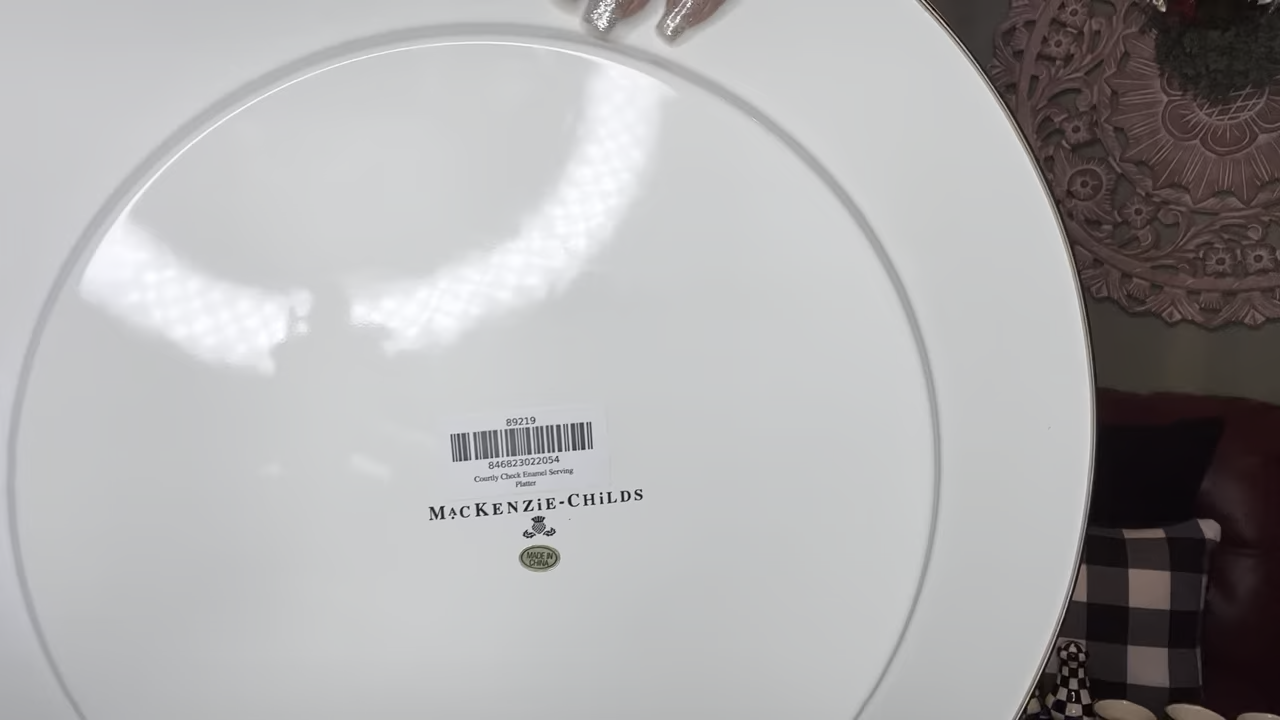 89219
846823022054
Courtly Check Enamel Serving
Platter
MACKENZiE-CHiLDS
MADE IN
CHINA